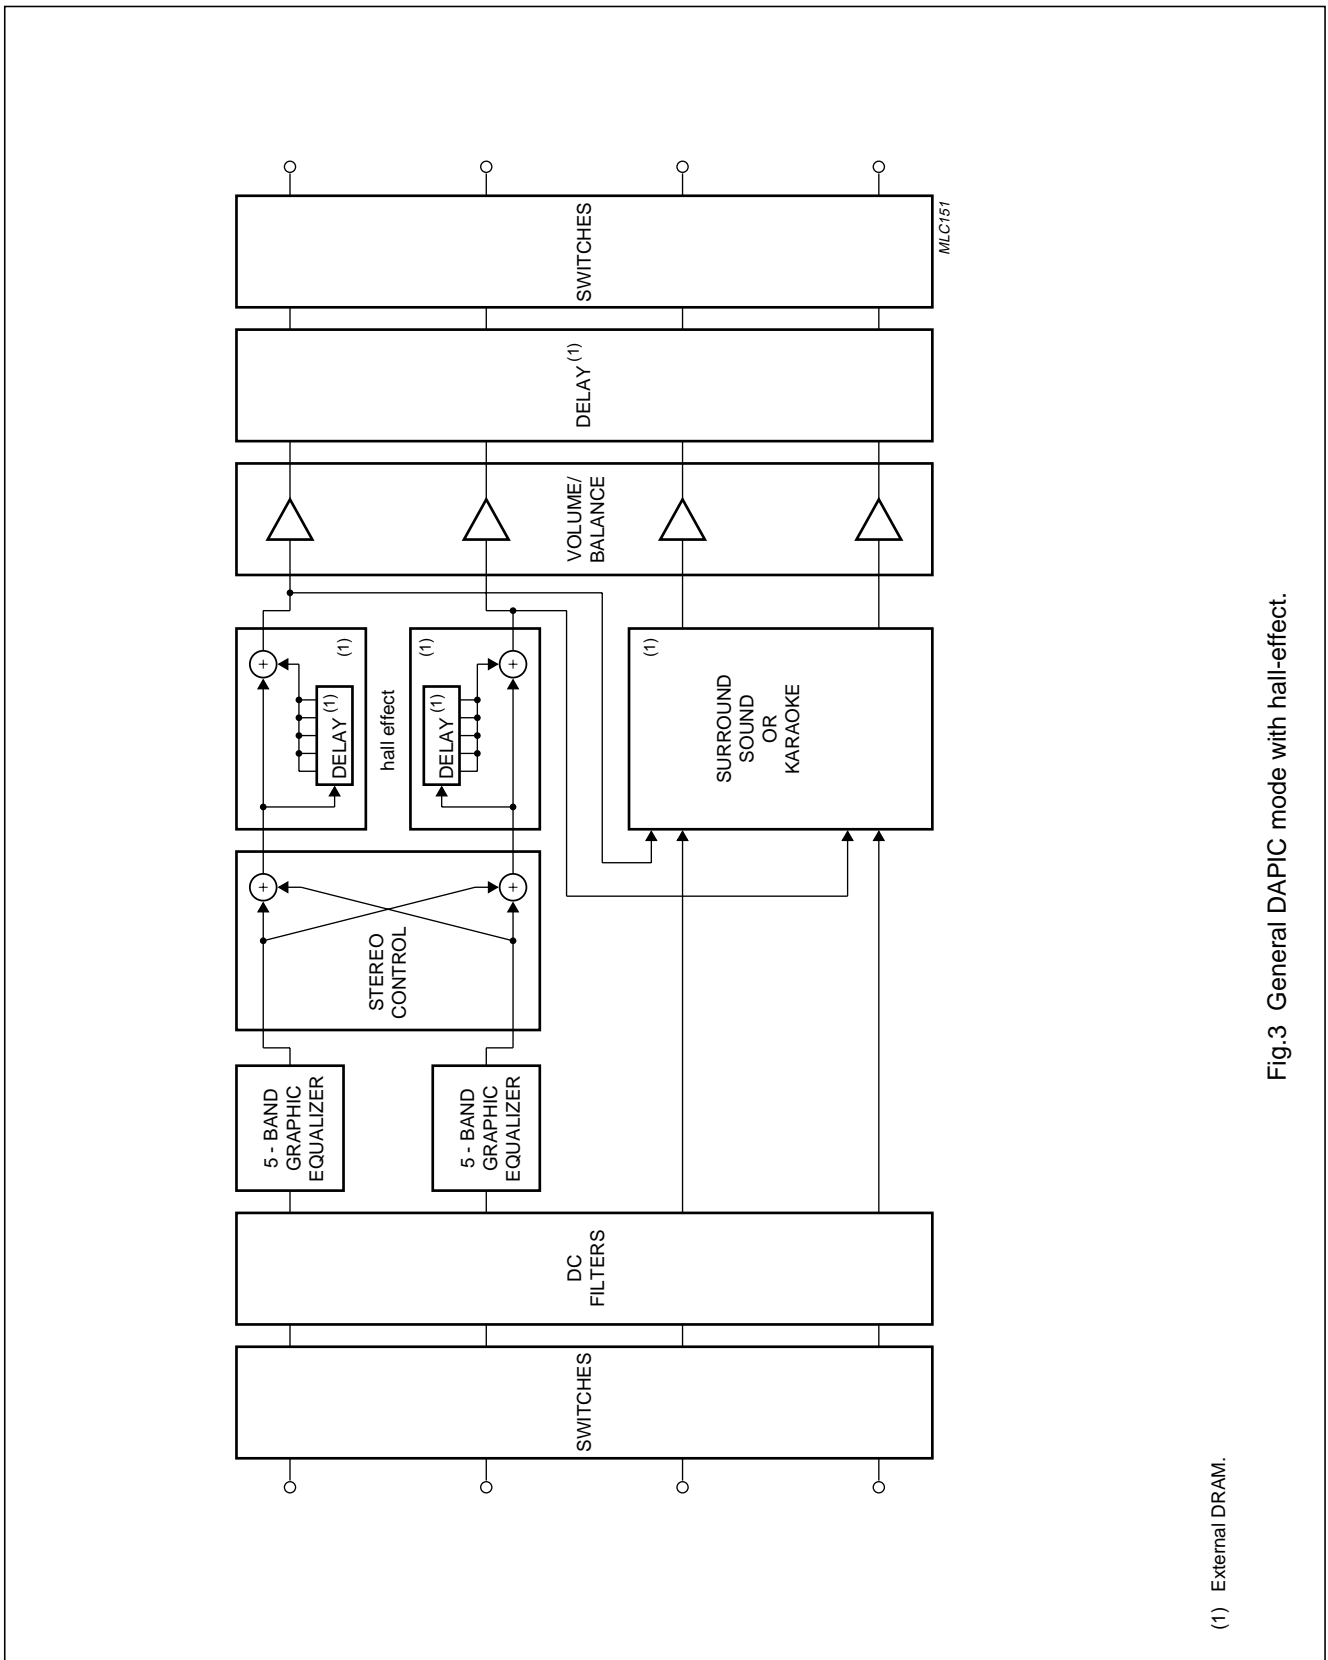 SWITCHES
DC
FILTERS
5 - BAND
GRAPHIC
EQUALIZER
5 - BAND
GRAPHIC
EQUALIZER
STEREO
CONTROL
+
+
DELAY (1)
+
(1)
hall effect
DELAY (1)
+
(1)
SURROUND
SOUND
OR
KARAOKE
(1)
VOLUME/
BALANCE
DELAY (1)
SWITCHES
MLC151
(1) External DRAM.
Fig.3 General DAPIC mode with hall-effect.